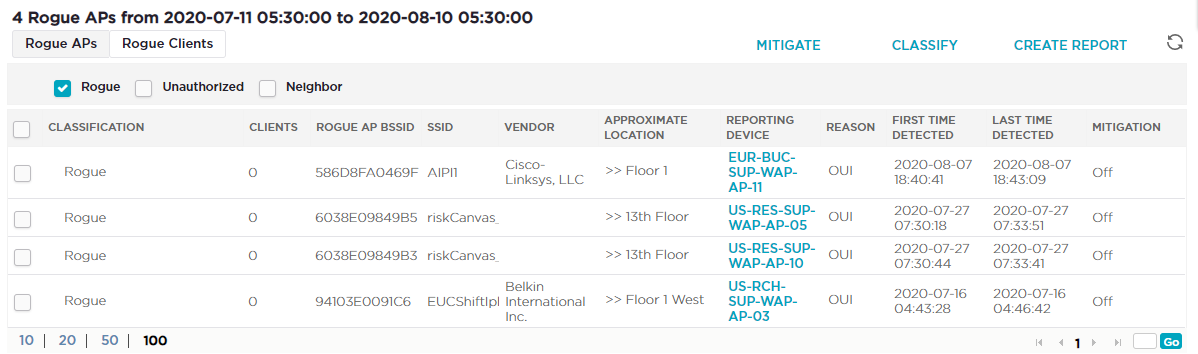 4 Rogue APs from 2020-07-11 05:30:00 to 2020-08-10 05:30:00
Rogue APs Rogue Clients MITIGATE CLASSIFY CREATE REPORT
Rogue Unauthorized Neighbor
CLASSIFICATION CLIENTS ROGUE AP BSSID SSID VENDOR APPROXIMATE LOCATION REPORTING DEVICE REASON FIRST TIME DETECTED LAST TIME DETECTED MITIGATION
Rogue 0 586D8FA0469F AIPI1 Cisco-Linksys, LLC >> Floor 1 EUR-BUC-SUP-WAP-AP-11 OUI 2020-08-07 18:40:41 2020-08-07 18:43:09 Off
Rogue 0 6038E09849B5 riskCanvas_ >> 13th Floor US-RES-SUP-WAP-AP-05 OUI 2020-07-27 07:30:18 2020-07-27 07:33:51 Off
Rogue 0 6038E09849B3 riskCanvas_ >> 13th Floor US-RES-SUP-WAP-AP-10 OUI 2020-07-27 07:30:44 2020-07-27 07:33:41 Off
Rogue 0 94103E0091C6 EUCShiftIpl Belkin International Inc. >> Floor 1 West US-RCH-SUP-WAP-AP-03 OUI 2020-07-16 04:43:28 2020-07-16 04:46:42 Off
10 | 20 | 50 | 100 1 Go